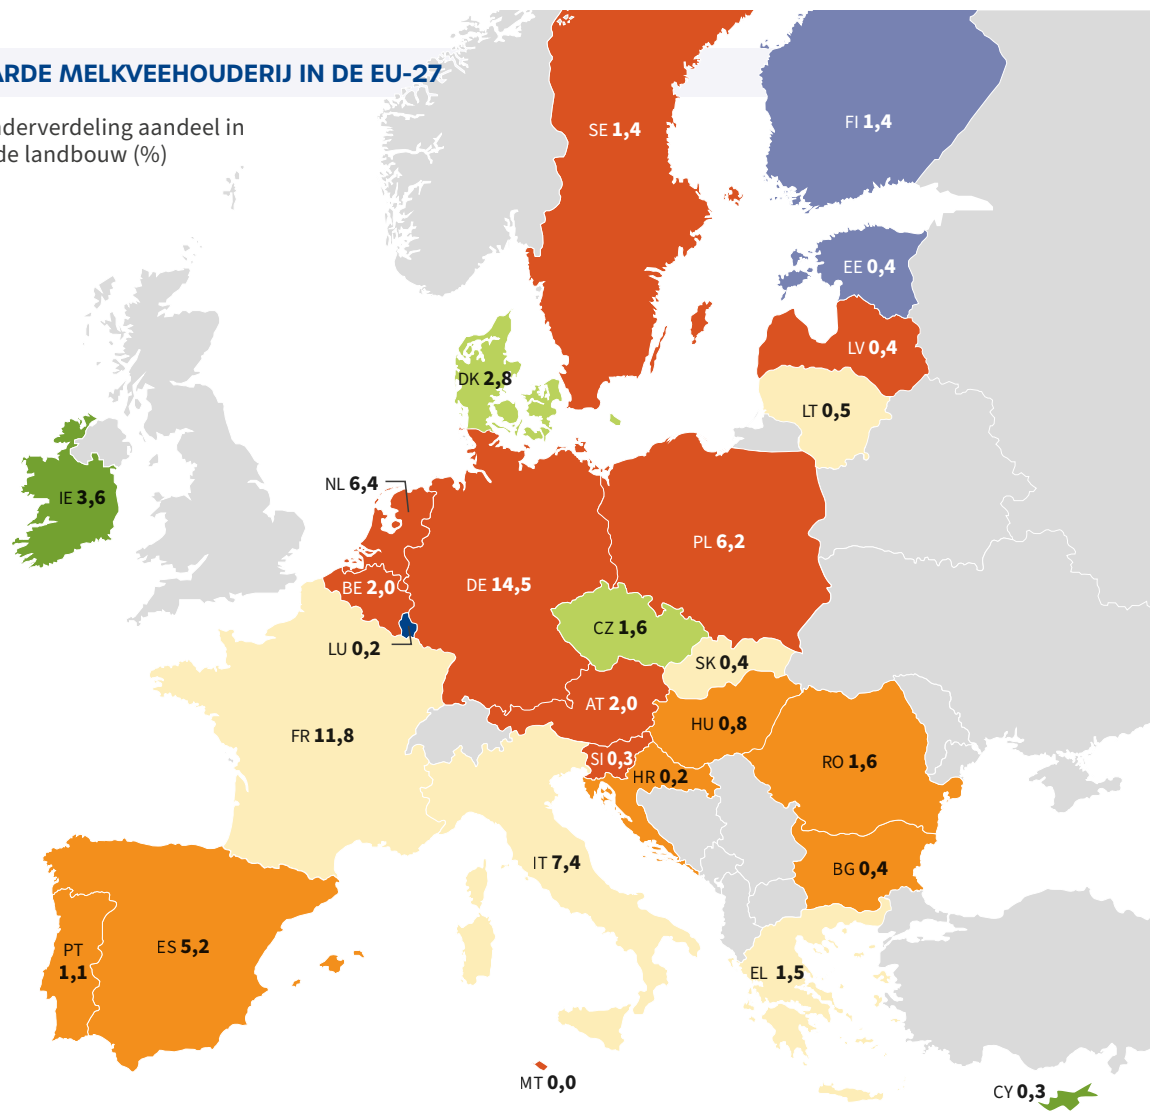 MELKVEEHOUDERIJ IN DE EU-27
aandeel in
de landbouw (%)
SE 1,4
FI 1,4
EE 0,4
LV 0,4
DK 2,8
LT 0,5
NL 6,4
IE 3,6
PL 6,2
BE 2,0
DE 14,5
CZ 1,6
LU 0,2
SK 0,4
AT 2,0
HU 0,8
FR 11,8
SI 0,3
RO 1,6
HR 0,2
IT 7,4
BG 0,4
PT
1,1
ES 5,2
EL 1,5
MT 0,0
CY 0,3